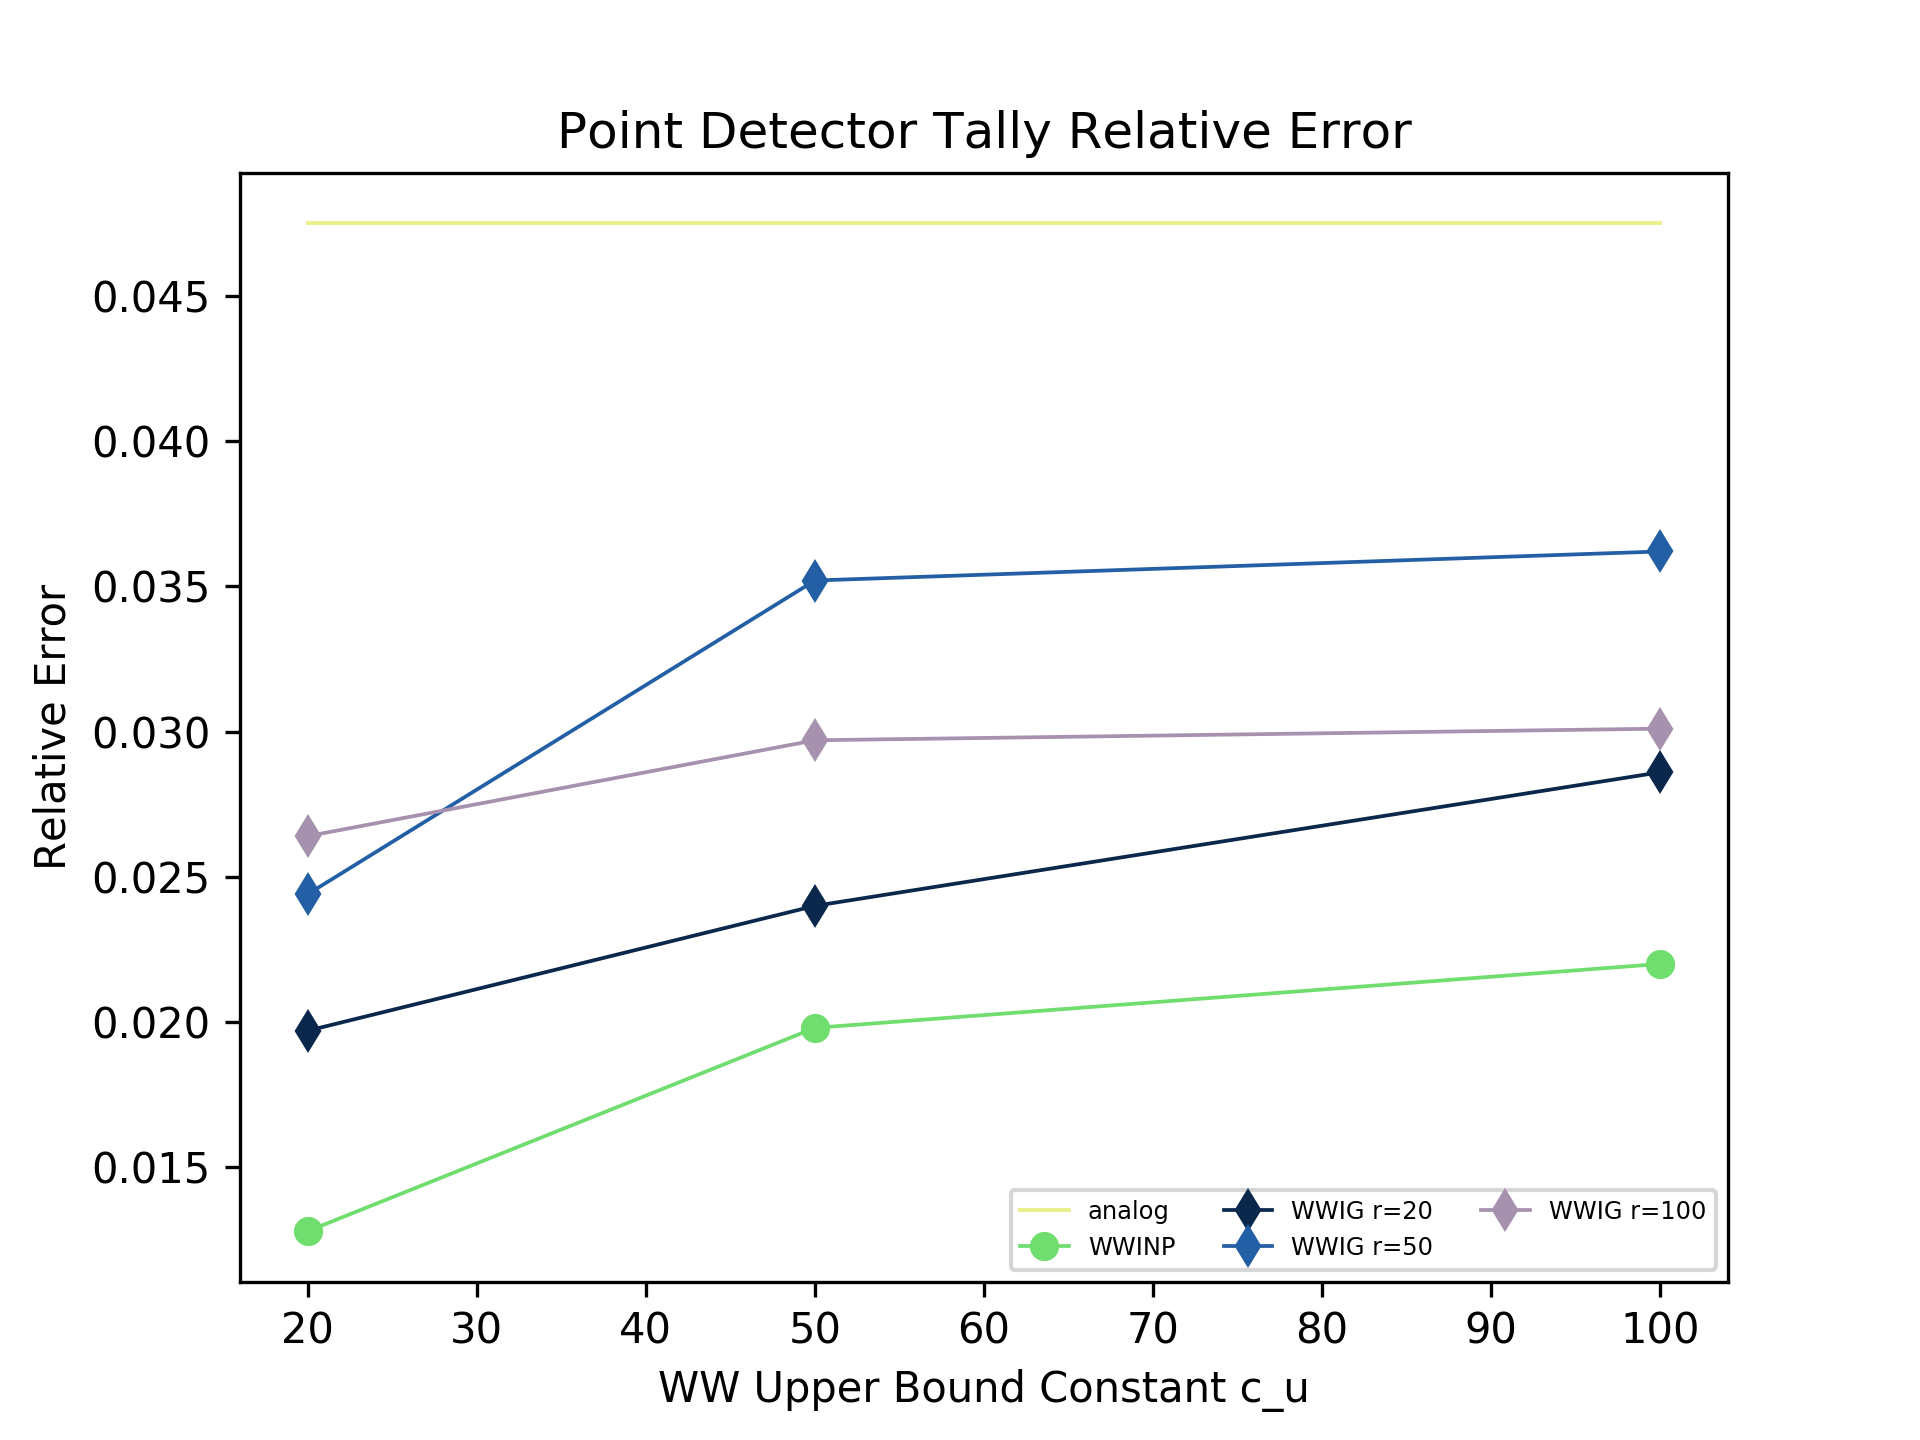 Point Detector Tally Relative Error
Relative Error
0.045
0.040
0.035
0.030
0.025
0.020
0.015
20 30 40 50 60 70 80 90 100
WW Upper Bound Constant c_u
analog
WWINP
WWIG r=20
WWIG r=50
WWIG r=100